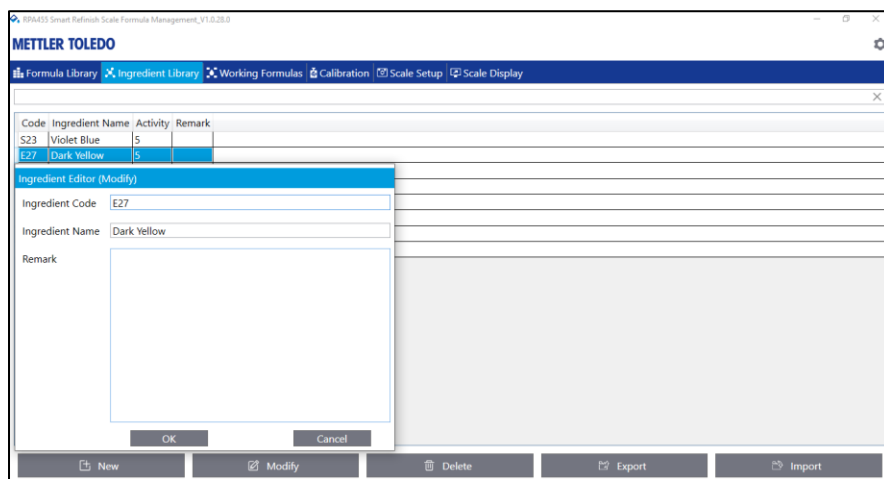 RPA455 Smart Refinish Scale Formula Management_V1.0.28.0
METTLER TOLEDO
Formula Library Ingredient Library Working Formulas Calibration Scale Setup Scale Display
Code Ingredient Name Activity Remark
S23 Violet Blue 5
E27 Dark Yellow 5
Ingredient Editor (Modify)
Ingredient Code E27
Ingredient Name Dark Yellow
Remark
OK Cancel
New Modify Delete Export Import